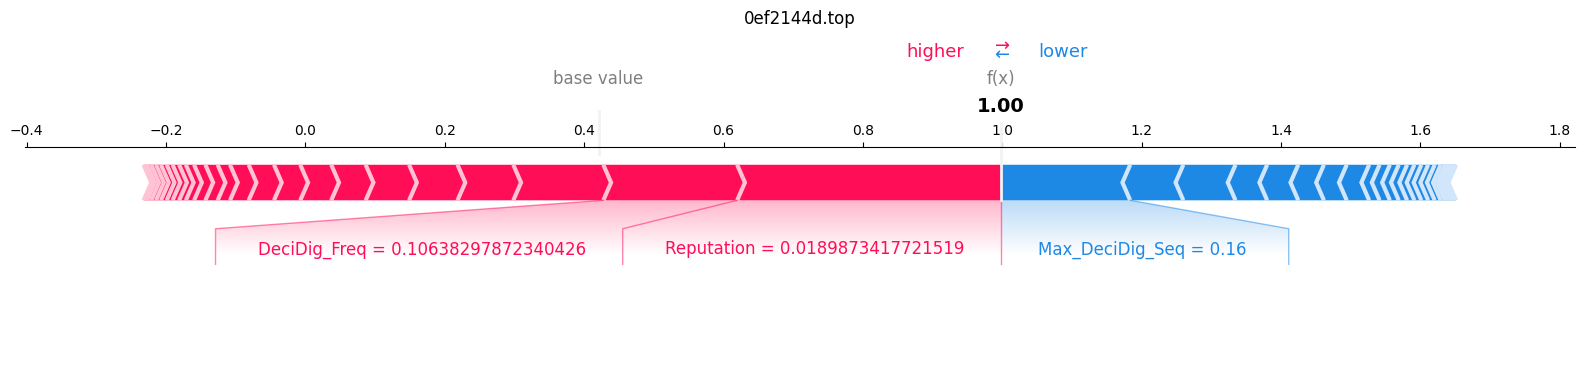 0ef2144d.top
higher ⇄ lower
base value f(x)
1.00
−0.4 −0.2 0.0 0.2 0.4 0.6 0.8 1.0 1.2 1.4 1.6 1.8
DeciDig_Freq = 0.10638297872340426 Reputation = 0.0189873417721519 Max_DeciDig_Seq = 0.16